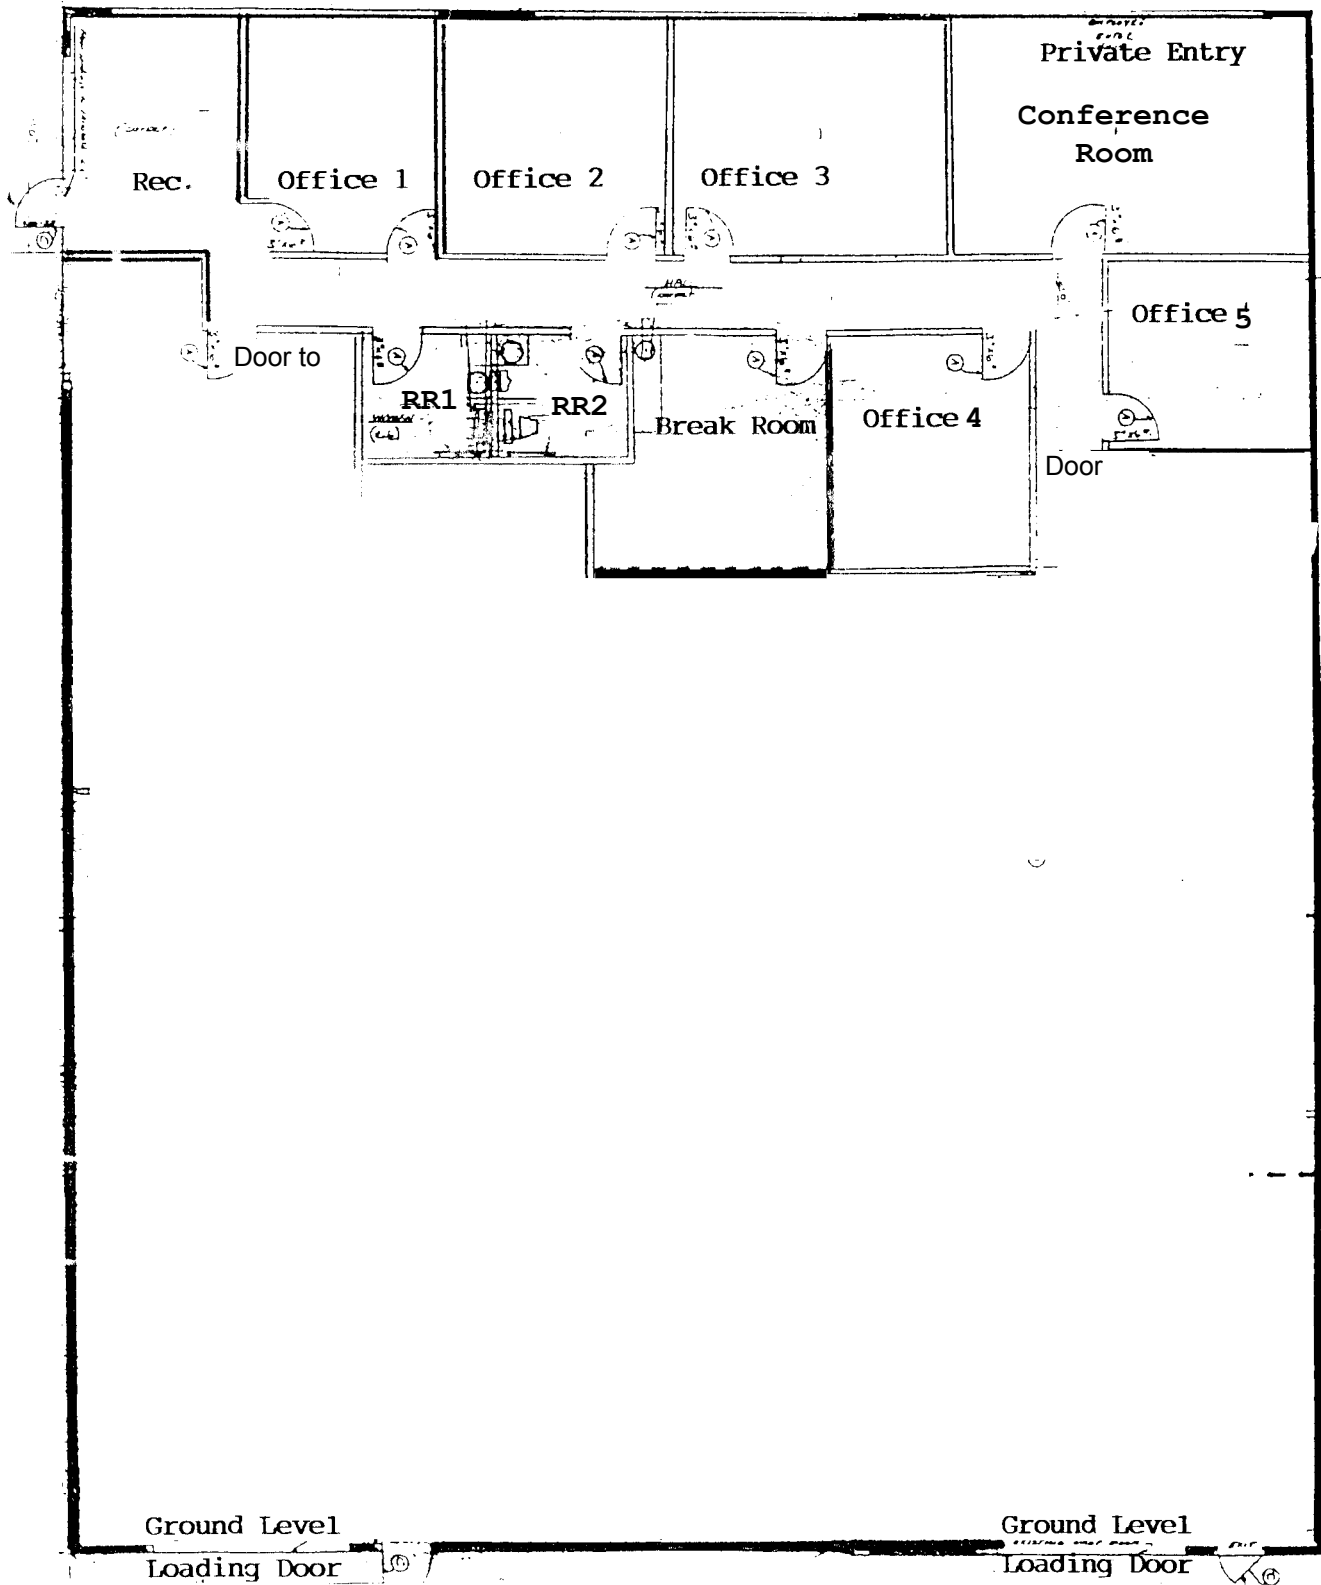 Private Entry
Conference
Room
Rec.
Office 1
Office 2
Office 3
Office 5
Door to
RR1
RR2
Break Room
Office 4
Door
Ground Level
Loading Door
Ground Level
Loading Door
EXIT